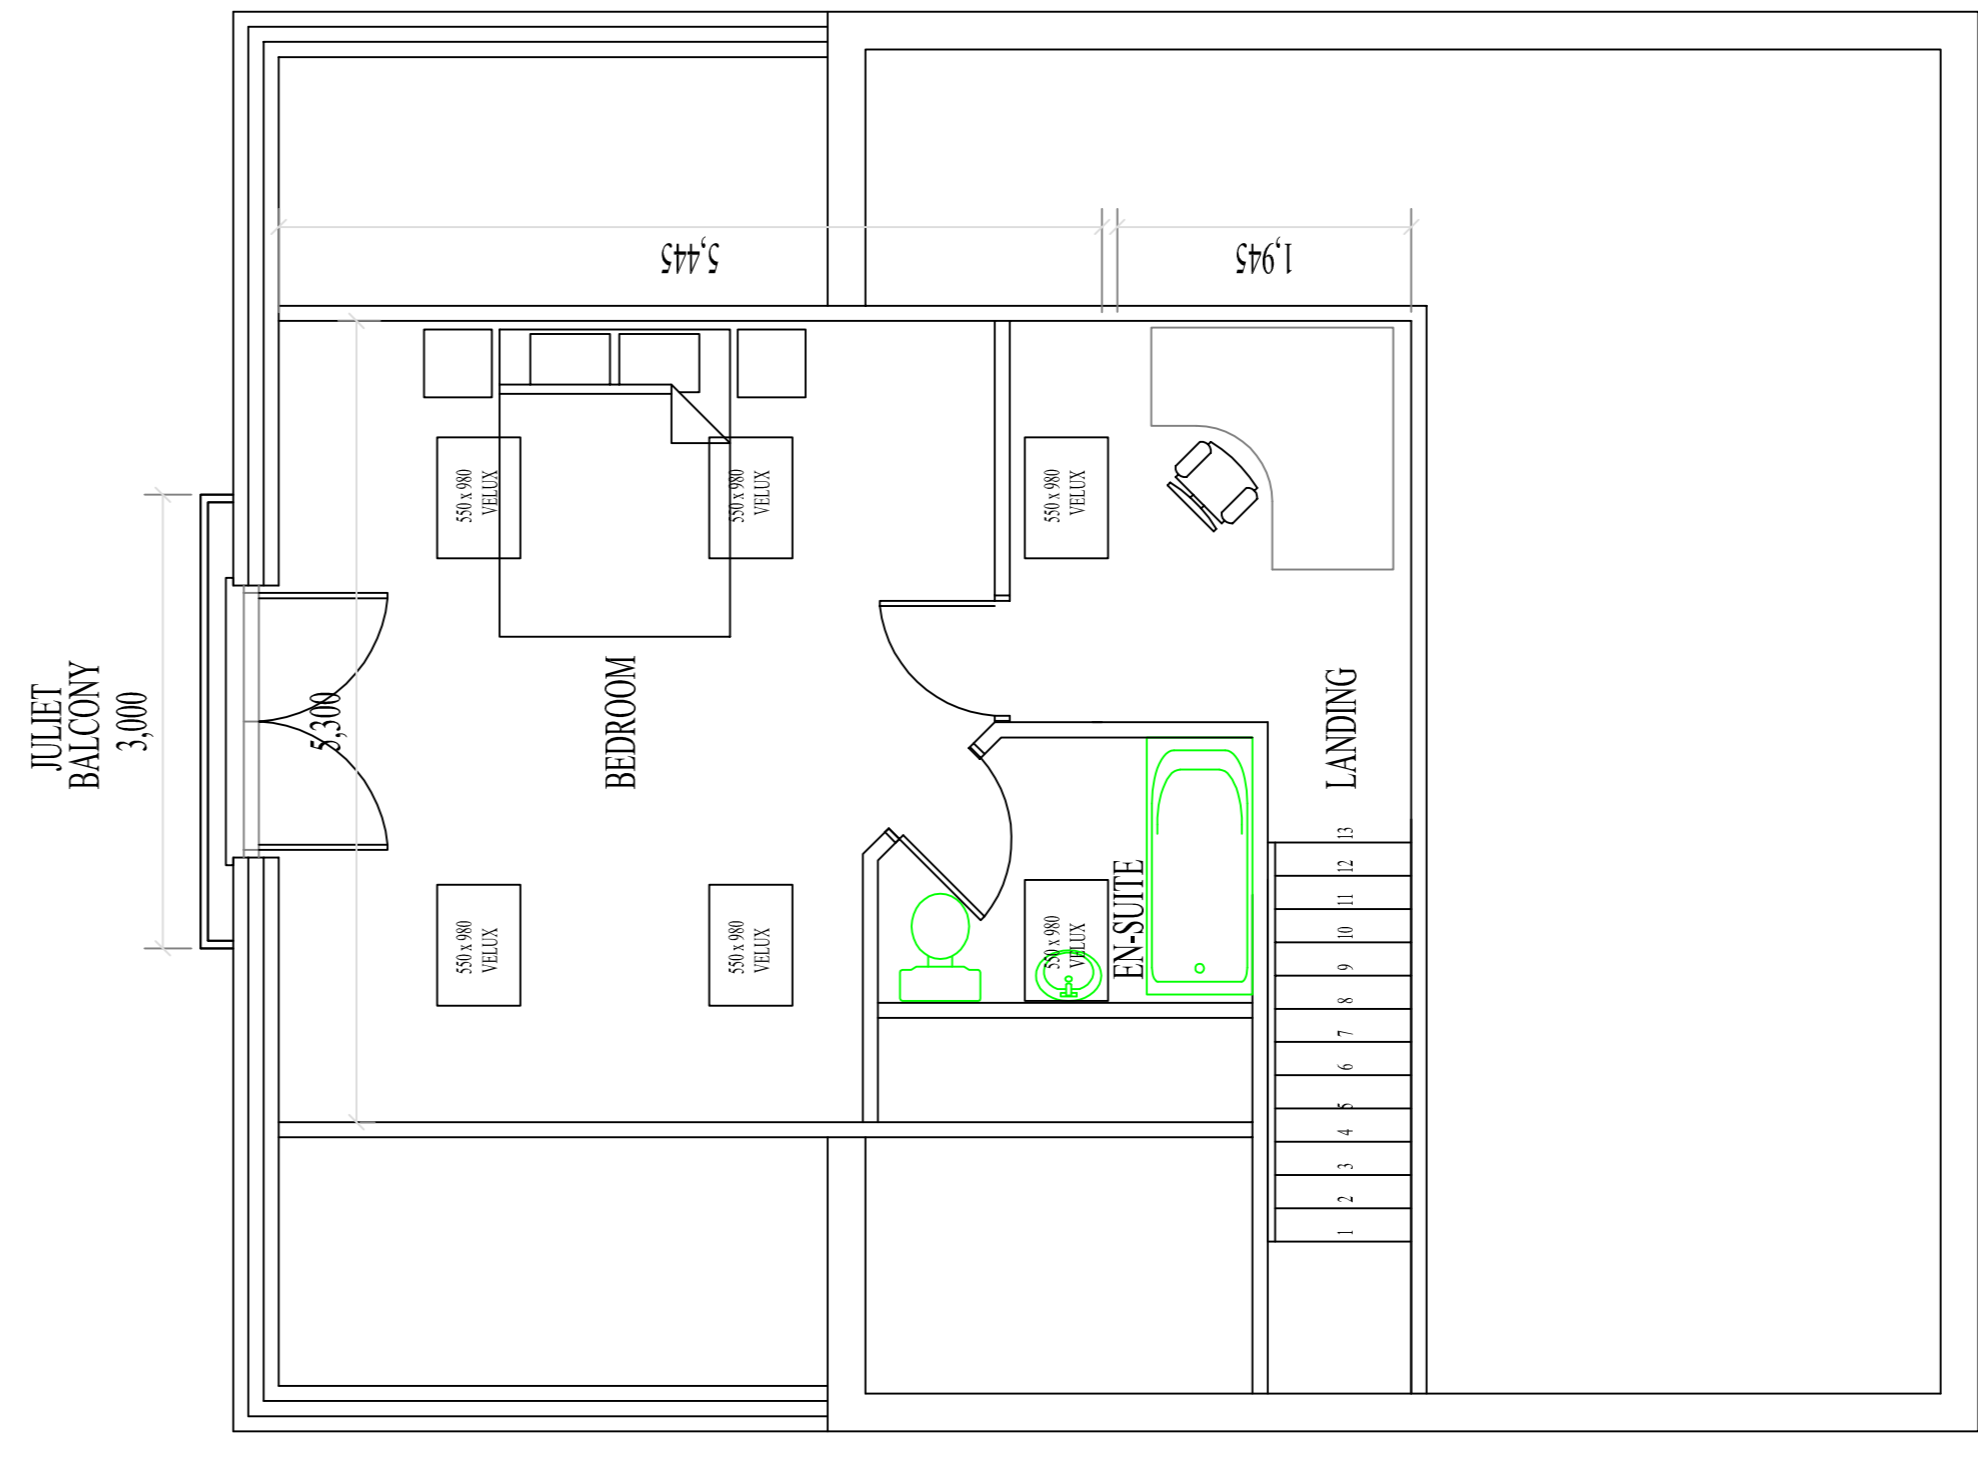 JULIET
BALCONY
3,000
5,300
5,445
1,945
BEDROOM
LANDING
EN-SUITE
550 x 980
VELUX
550 x 980
VELUX
550 x 980
VELUX
550 x 980
VELUX
550 x 980
VELUX
550 x 980
VELUX
13
12
11
10
9
8
7
6
5
4
3
2
1